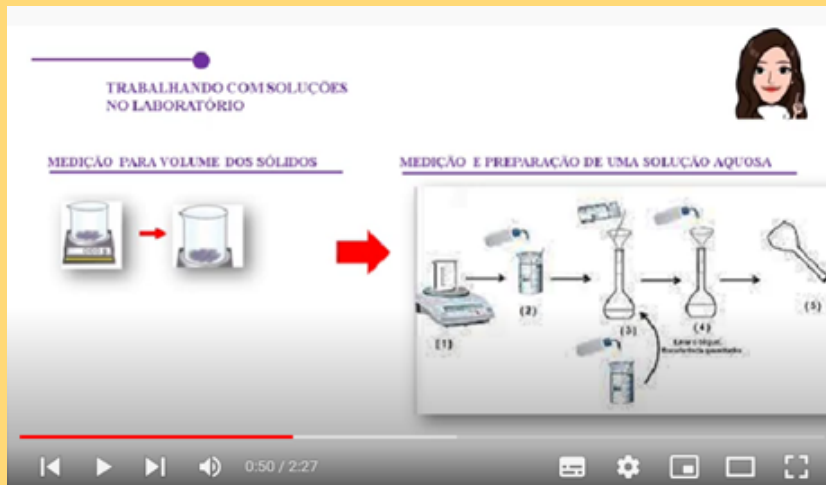 TRABALHANDO COM SOLUÇÕES
NO LABORATÓRIO
MEDIÇÃO PARA VOLUME DOS SÓLIDOS
MEDIÇÃO E PREPARAÇÃO DE UMA SOLUÇÃO AQUOSA
(1)
(2)
(3)
(4)
(5)
0:50 / 2:27